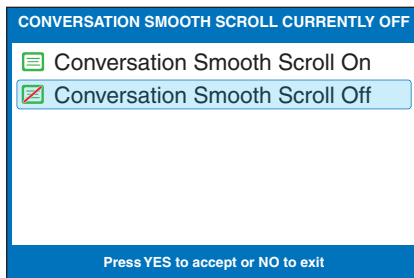 CONVERSATION SMOOTH SCROLL CURRENTLY OFF
Conversation Smooth Scroll On
Conversation Smooth Scroll Off
Press YES to accept or NO to exit